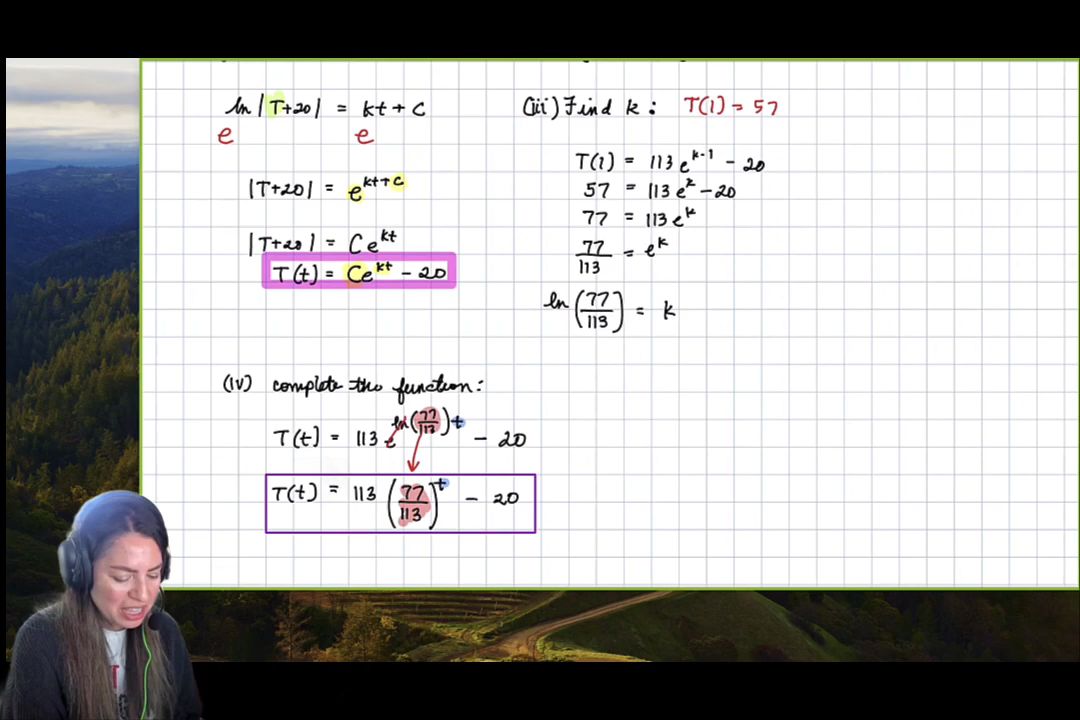 ln |T+20| = kt + C
e e
|T+20| = e^{kt+c}
|T+20| = Ce^{kt}
T(t) = Ce^{kt} - 20
(iii) Find k: T(1) = 57
T(1) = 113 e^{k·1} - 20
57 = 113 e^{k} - 20
77 = 113 e^{k}
77/113 = e^{k}
ln (77/113) = k
(iv) complete the function:
T(t) = 113 e^{ln (77/113) t} - 20
T(t) = 113 (77/113)^{t} - 20